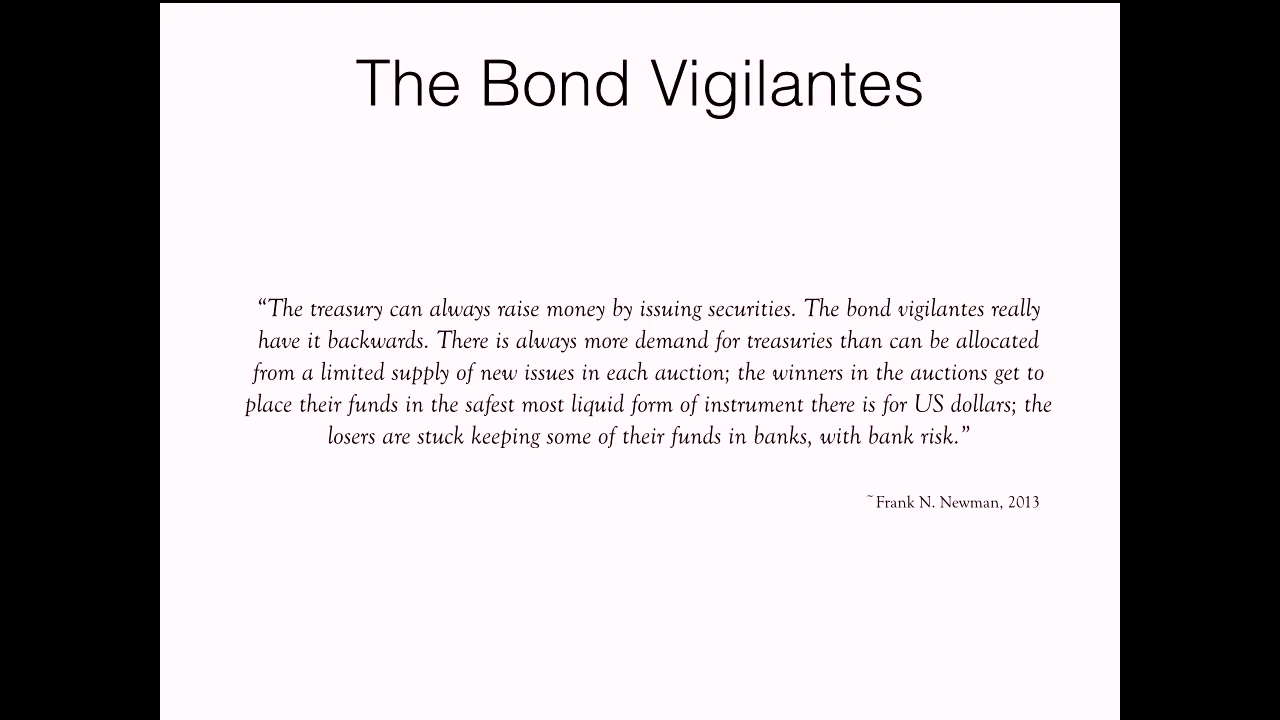 The Bond Vigilantes
“The treasury can always raise money by issuing securities. The bond vigilantes really
have it backwards. There is always more demand for treasuries than can be allocated
from a limited supply of new issues in each auction; the winners in the auctions get to
place their funds in the safest most liquid form of instrument there is for US dollars; the
losers are stuck keeping some of their funds in banks, with bank risk.”
~Frank N. Newman, 2013